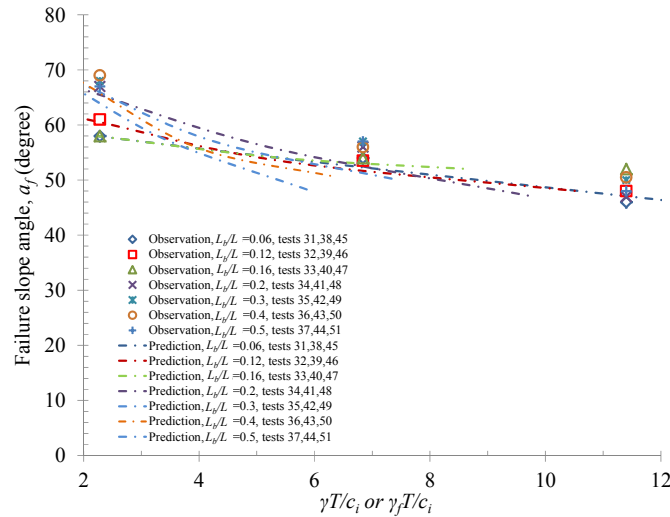 80
70
60
50
40
30
20
10
0
Failure slope angle, a_f (degree)
Observation, L_b/L =0.06, tests 31,38,45
Observation, L_b/L =0.12, tests 32,39,46
Observation, L_b/L =0.16, tests 33,40,47
Observation, L_b/L =0.2, tests 34,41,48
Observation, L_b/L =0.3, tests 35,42,49
Observation, L_b/L =0.4, tests 36,43,50
Observation, L_b/L =0.5, tests 37,44,51
Prediction, L_b/L =0.06, tests 31,38,45
Prediction, L_b/L =0.12, tests 32,39,46
Prediction, L_b/L =0.16, tests 33,40,47
Prediction, L_b/L =0.2, tests 34,41,48
Prediction, L_b/L =0.3, tests 35,42,49
Prediction, L_b/L =0.4, tests 36,43,50
Prediction, L_b/L =0.5, tests 37,44,51
2 4 6 8 10 12
γT/c_i or γ_fT/c_i